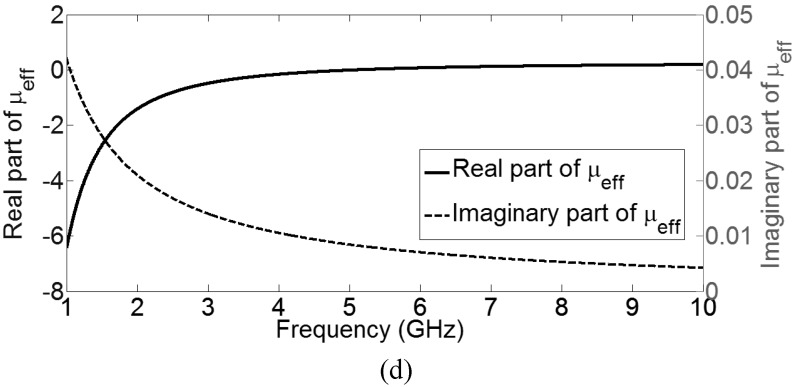 2
0
-2
-4
-6
-8
Real part of μeff
0.05
0.04
0.03
0.02
0.01
0
Imaginary part of μeff
Real part of μeff
Imaginary part of μeff
1 2 3 4 5 6 7 8 9 10
Frequency (GHz)
(d)